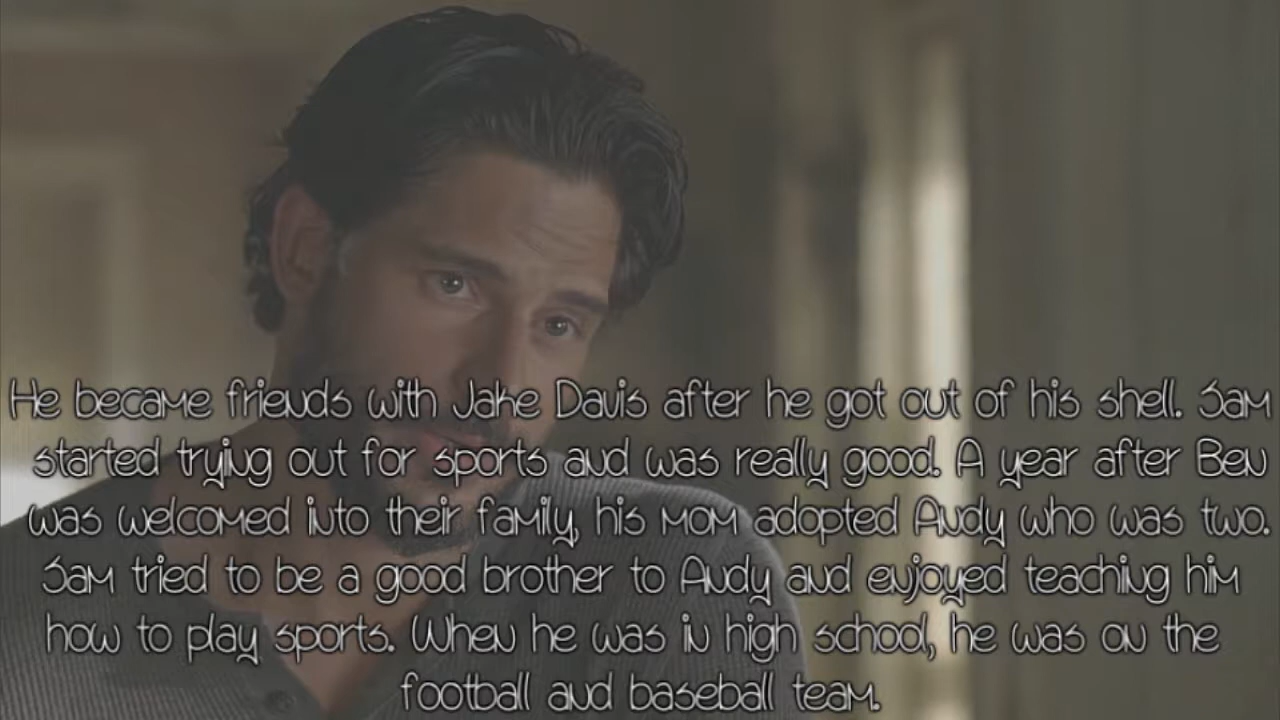 He became friends with Jake Davis after he got out of his shell. Sam
started trying out for sports and was really good. A year after Ben
was welcomed into their family, his mom adopted Andy who was two.
Sam tried to be a good brother to Andy and enjoyed teaching him
how to play sports. When he was in high school, he was on the
football and baseball team.